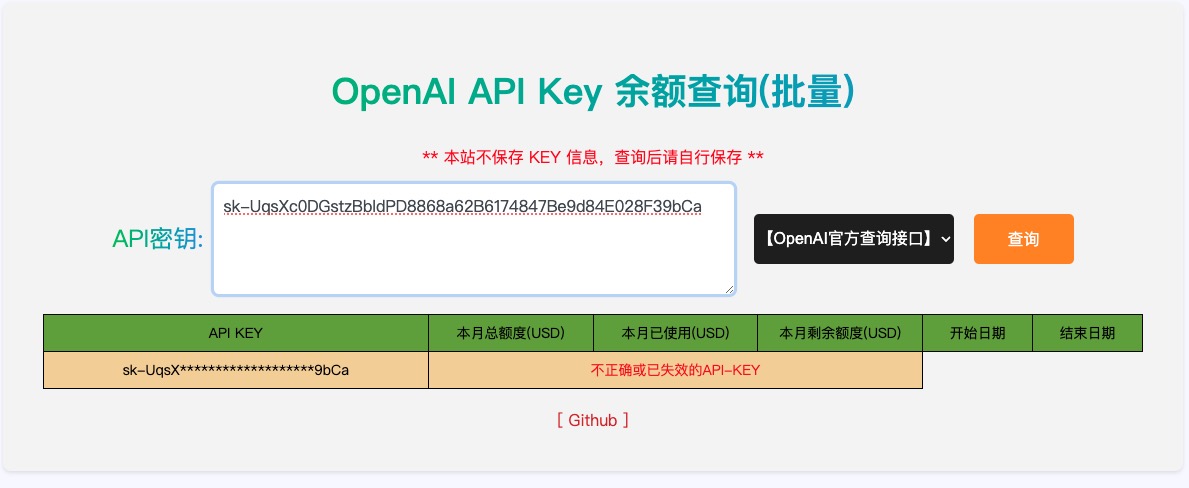 OpenAI API Key 余额查询(批量)
** 本站不保存 KEY 信息，查询后请自行保存 **
API密钥:
sk-UqsXc0DGstzBbIdPD8868a62B6174847Be9d84E028F39bCa
【OpenAI官方查询接口】
查询
API KEY 本月总额度(USD) 本月已使用(USD) 本月剩余额度(USD) 开始日期 结束日期
sk-UqsX*******************9bCa 不正确或已失效的API-KEY
[ Github ]